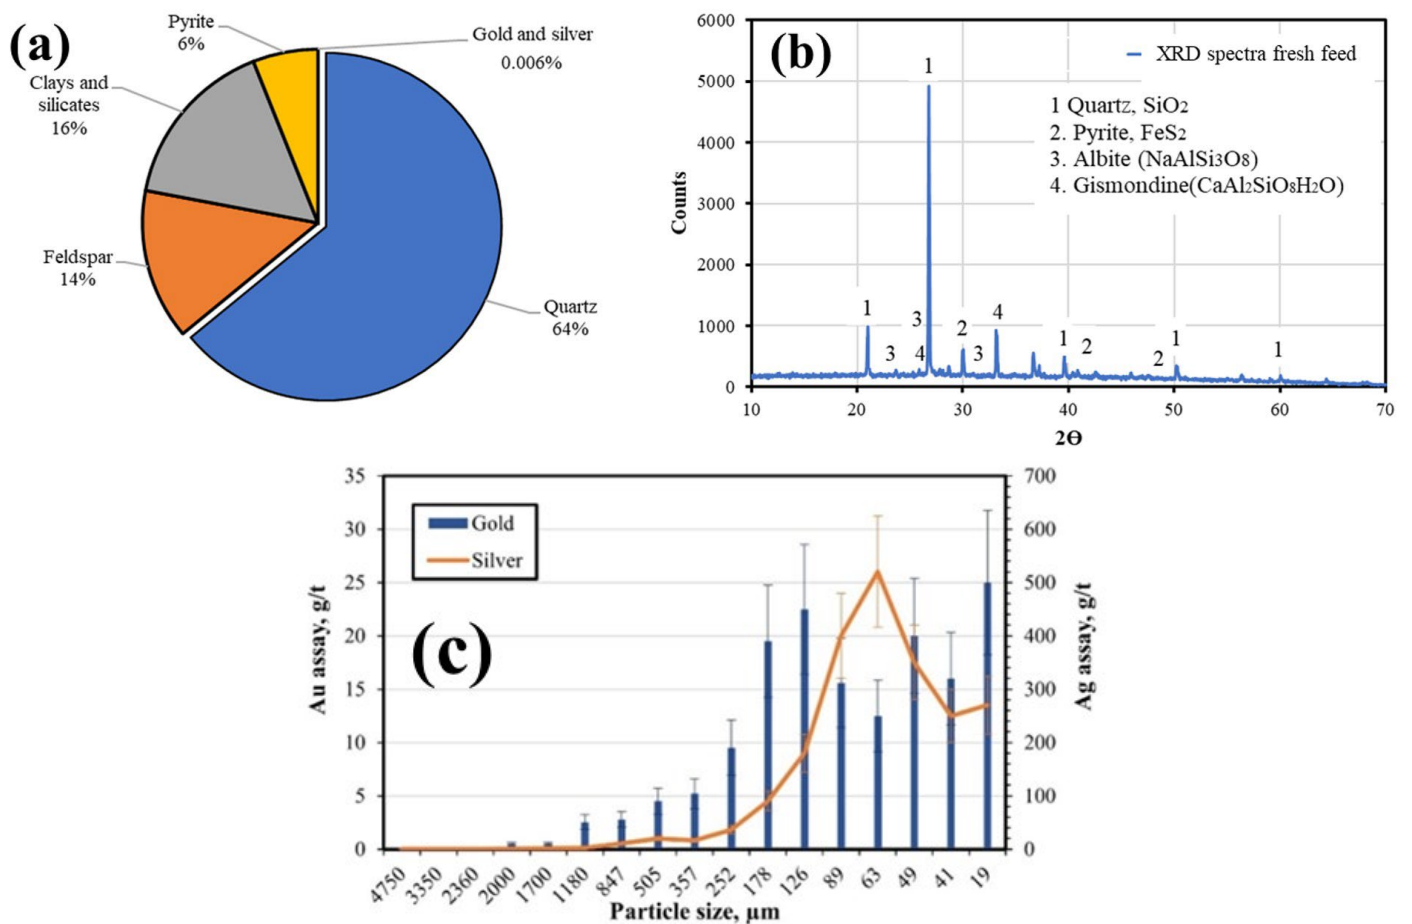 (a)
Pyrite
6%
Gold and silver
0.006%
Clays and
silicates
16%
Feldspar
14%
Quartz
64%
(b)
XRD spectra fresh feed
1 Quartz, SiO2
2. Pyrite, FeS2
3. Albite (NaAlSi3O8)
4. Gismondine(CaAl2SiO8H2O)
Counts
6000
5000
4000
3000
2000
1000
0
1
1
3
3
4
2
3
4
1
2
2
1
1
10 20 30 40 50 60 70
2Θ
(c)
Gold
Silver
Au assay, g/t
35
30
25
20
15
10
5
0
Ag assay, g/t
700
600
500
400
300
200
100
0
4750 3350 2360 2000 1700 1180 847 505 357 252 178 126 89 63 49 41 19
Particle size, µm